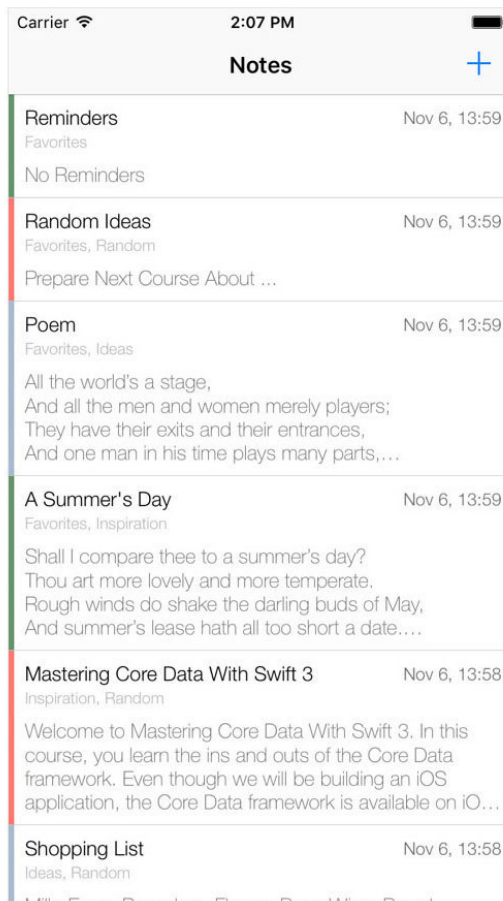 Carrier 2:07 PM
Notes +
Reminders Nov 6, 13:59
Favorites
No Reminders
Random Ideas Nov 6, 13:59
Favorites, Random
Prepare Next Course About ...
Poem Nov 6, 13:59
Favorites, Ideas
All the world's a stage,
And all the men and women merely players;
They have their exits and their entrances,
And one man in his time plays many parts,...
A Summer's Day Nov 6, 13:59
Favorites, Inspiration
Shall I compare thee to a summer's day?
Thou art more lovely and more temperate.
Rough winds do shake the darling buds of May,
And summer's lease hath all too short a date....
Mastering Core Data With Swift 3 Nov 6, 13:58
Inspiration, Random
Welcome to Mastering Core Data With Swift 3. In this
course, you learn the ins and outs of the Core Data
framework. Even though we will be building an iOS
application, the Core Data framework is available on iO...
Shopping List Nov 6, 13:58
Ideas, Random